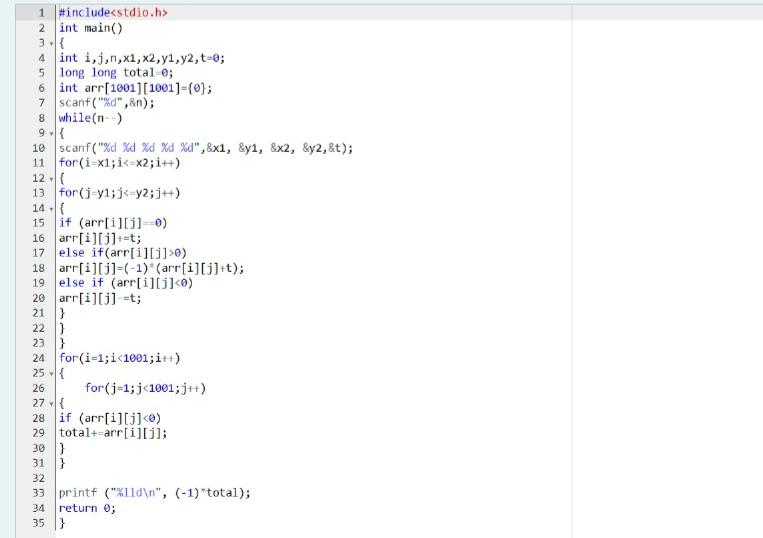 1 #include<stdio.h>
2 int main()
3 {
4 int i,j,n,x1,x2,y1,y2,t=0;
5 long long total=0;
6 int arr[1001][1001]={0};
7 scanf("%d",&n);
8 while(n--)
9 {
10 scanf("%d %d %d %d %d",&x1, &y1, &x2, &y2,&t);
11 for(i=x1;i<=x2;i++)
12 {
13 for(j=y1;j<=y2;j++)
14 {
15 if (arr[i][j]==0)
16 arr[i][j]+=t;
17 else if(arr[i][j]>0)
18 arr[i][j]=(-1)*(arr[i][j]+t);
19 else if (arr[i][j]<0)
20 arr[i][j]-=t;
21 }
22 }
23 }
24 for(i=1;i<1001;i++)
25 {
26 for(j=1;j<1001;j++)
27 {
28 if (arr[i][j]<0)
29 total+=arr[i][j];
30 }
31 }
32
33 printf ("%lld\n", (-1)*total);
34 return 0;
35 }